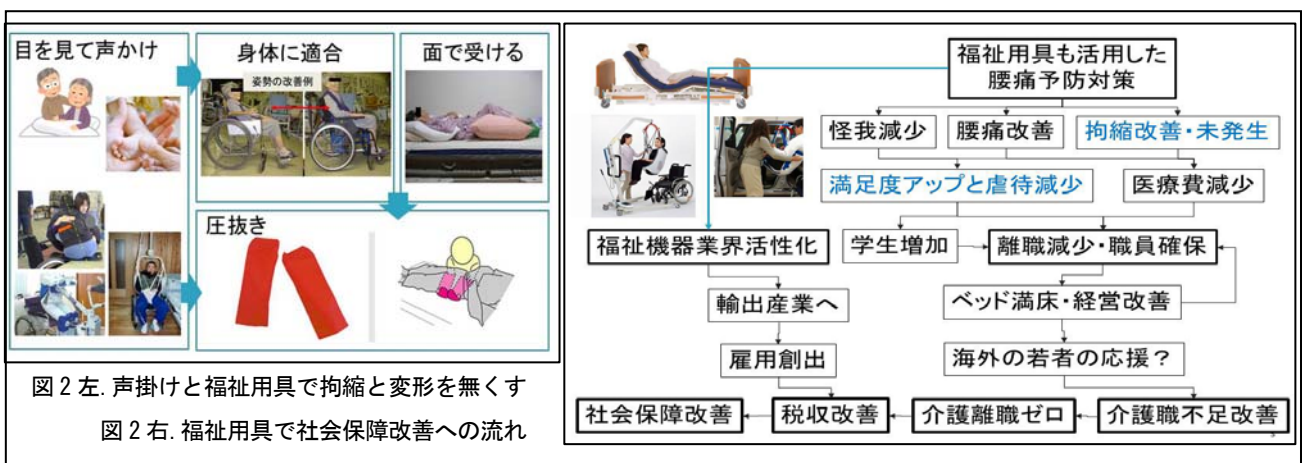 目を見て声かけ
身体に適合
姿勢の改善例
面で受ける
圧抜き
図2左. 声掛けと福祉用具で拘縮と変形を無くす
図2右. 福祉用具で社会保障改善への流れ
福祉用具も活用した
腰痛予防対策
怪我減少
腰痛改善
拘縮改善・未発生
満足度アップと虐待減少
医療費減少
福祉機器業界活性化
学生増加
離職減少・職員確保
輸出産業へ
ベッド満床・経営改善
雇用創出
海外の若者の応援?
社会保障改善
税収改善
介護離職ゼロ
介護職不足改善